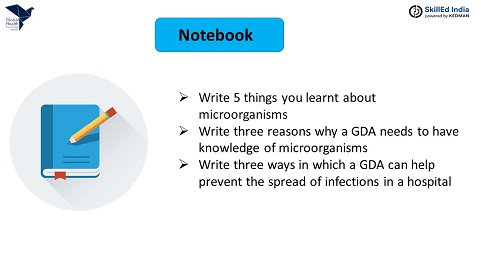 Global
Health
SkillEd India
powered by KEDMAN
Notebook
➢ Write 5 things you learnt about
microorganisms
➢ Write three reasons why a GDA needs to have
knowledge of microorganisms
➢ Write three ways in which a GDA can help
prevent the spread of infections in a hospital